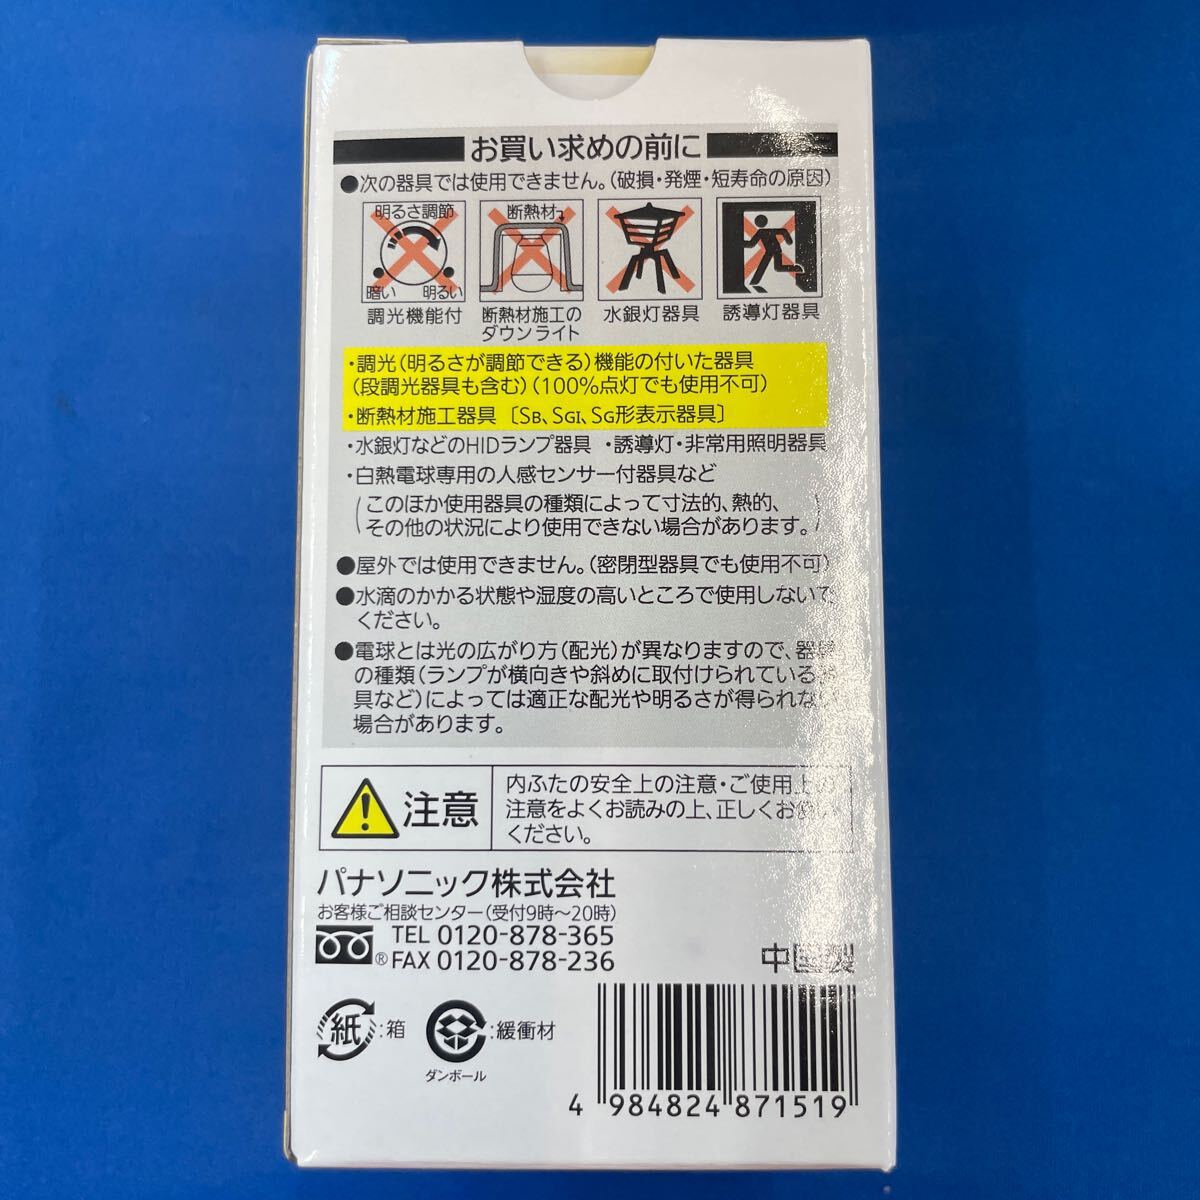 お買い求めの前に
●次の器具では使用できません。(破損・発煙・短寿命の原因)
明るさ調節
暗い 明るい
調光機能付
断熱材
断熱材施工の
ダウンライト
水銀灯器具
誘導灯器具
・調光(明るさが調節できる)機能の付いた器具
(段調光器具も含む)(100%点灯でも使用不可)
・断熱材施工器具〔SB、SGI、SG形表示器具〕
・水銀灯などのHIDランプ器具 ・誘導灯・非常用照明器具
・白熱電球専用の人感センサー付器具など
(このほか使用器具の種類によって寸法的、熱的、
その他の状況により使用できない場合があります。)
●屋外では使用できません。(密閉型器具でも使用不可)
●水滴のかかる状態や湿度の高いところで使用しないで
ください。
●電球とは光の広がり方(配光)が異なりますので、器具
の種類(ランプが横向きや斜めに取付けられている器
具など)によっては適正な配光や明るさが得られない
場合があります。
注意
内ふたの安全上の注意・ご使用上の
注意をよくお読みの上、正しくお使い
ください。
パナソニック株式会社
お客様ご相談センター(受付9時〜20時)
TEL 0120-878-365
® FAX 0120-878-236
中国製
紙:箱
:緩衝材
ダンボール
4 984824 871519